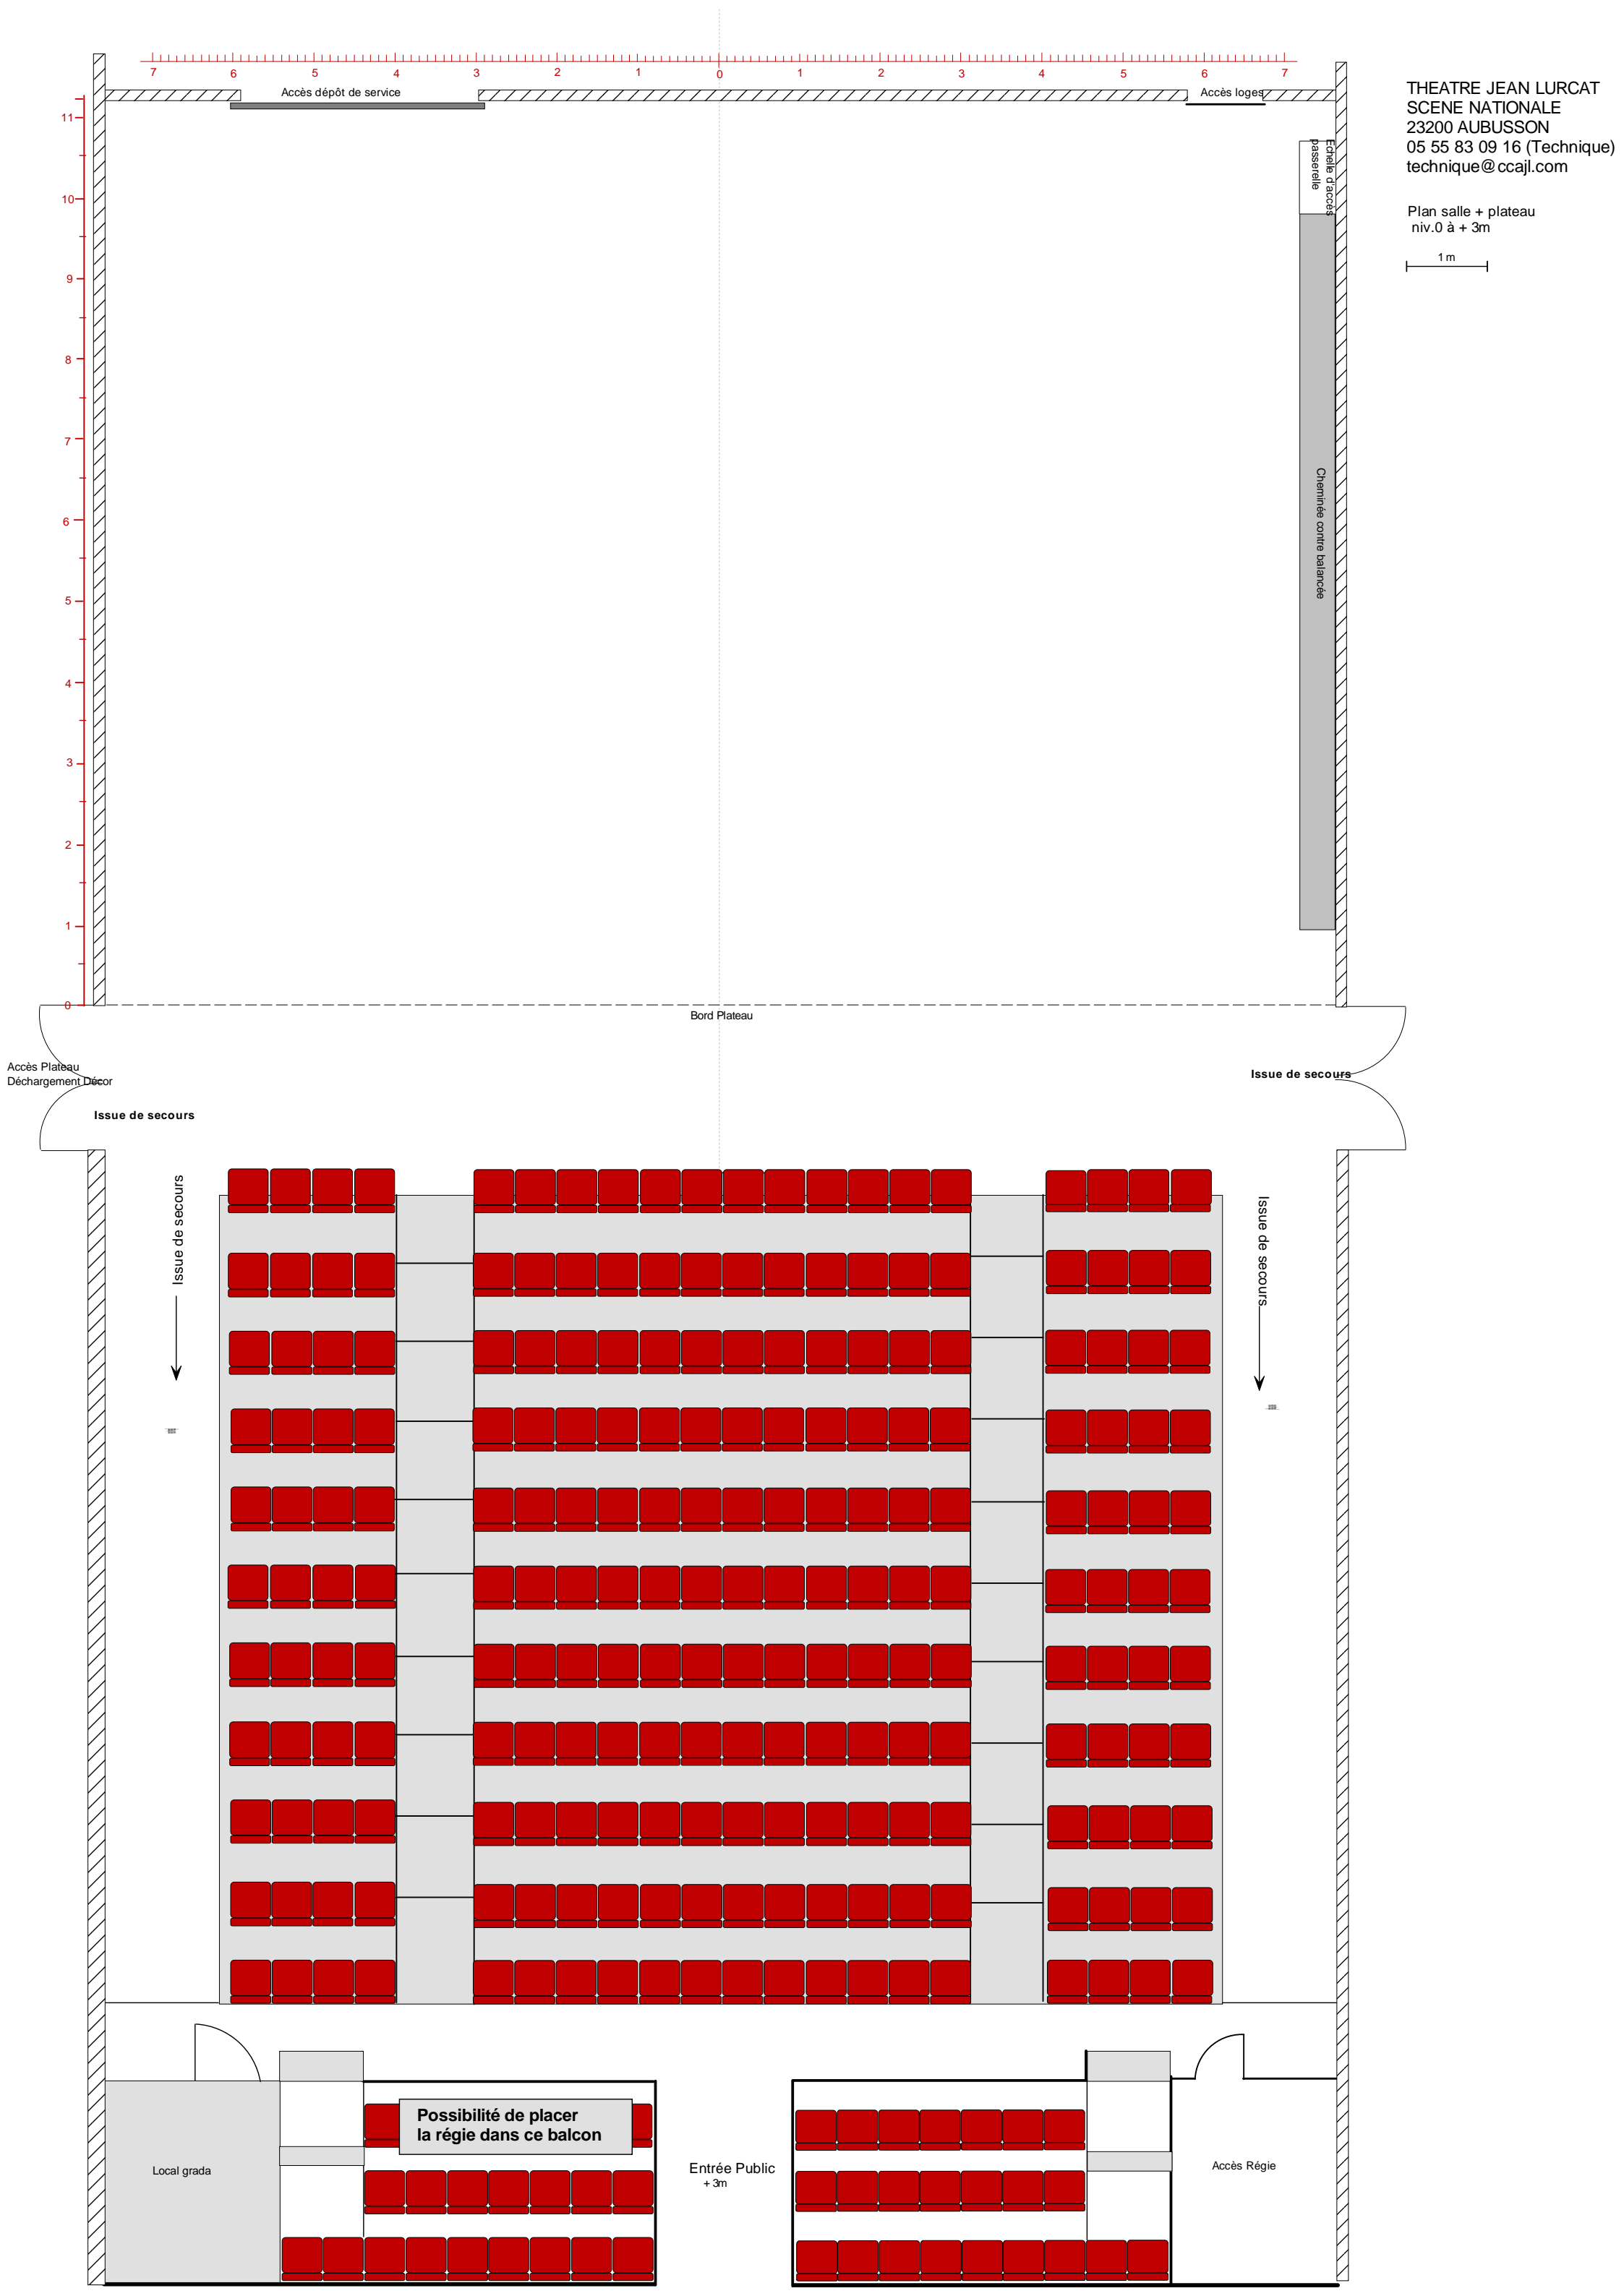 7 6 5 4 3 2 1 0 1 2 3 4 5 6 7
Accès dépôt de service
Accès loges
THEATRE JEAN LURCAT
SCENE NATIONALE
23200 AUBUSSON
05 55 83 09 16 (Technique)
technique@ccajl.com
Plan salle + plateau
niv.0 à + 3m
1 m
Echelle d'accès
passerelle
Cheminée contre balancée
11
10
9
8
7
6
5
4
3
2
1
0
Bord Plateau
Accès Plateau
Déchargement Décor
Issue de secours
Issue de secours
Issue de secours
Issue de secours
Possibilité de placer
la régie dans ce balcon
Local grada
Entrée Public
+ 3m
Accès Régie